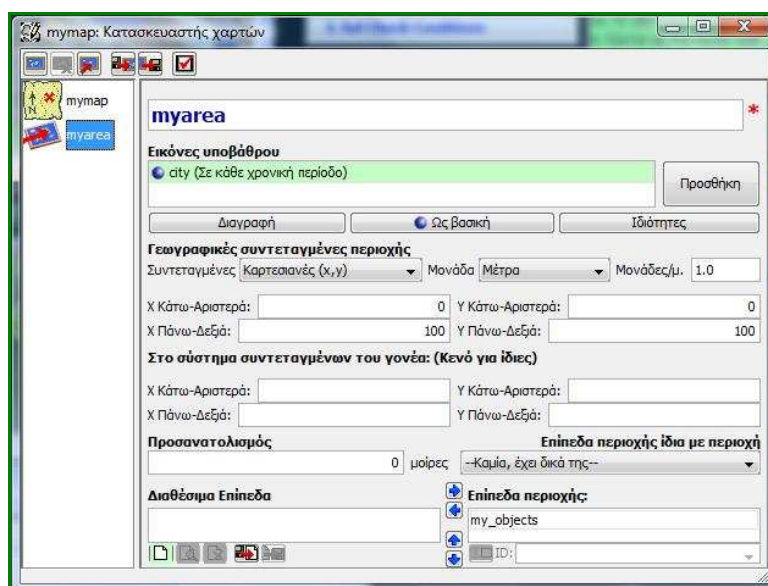 mymap: Κατασκευαστής χαρτών
mymap
myarea
myarea *
Εικόνες υποβάθρου
city (Σε κάθε χρονική περίοδο)
Προσθήκη
Διαγραφή Ως βασική Ιδιότητες
Γεωγραφικές συντεταγμένες περιοχής
Συντεταγμένες Καρτεσιανές (x,y) Μονάδα Μέτρα Μονάδες/μ. 1.0
Χ Κάτω-Αριστερά: 0 Υ Κάτω-Αριστερά: 0
Χ Πάνω-Δεξιά: 100 Υ Πάνω-Δεξιά: 100
Στο σύστημα συντεταγμένων του γονέα: (Κενό για ίδιες)
Χ Κάτω-Αριστερά: Υ Κάτω-Αριστερά:
Χ Πάνω-Δεξιά: Υ Πάνω-Δεξιά:
Προσανατολισμός Επίπεδα περιοχής ίδια με περιοχή
0 μοίρες --Καμία, έχει δικά της--
Διαθέσιμα Επίπεδα Επίπεδα περιοχής:
my_objects
ID: